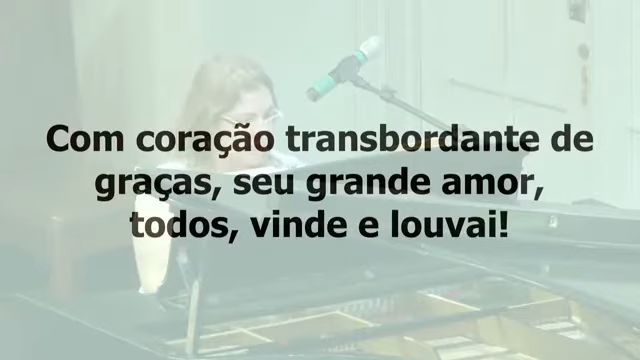 Com coração transbordante de
graças, seu grande amor,
todos, vinde e louvai!